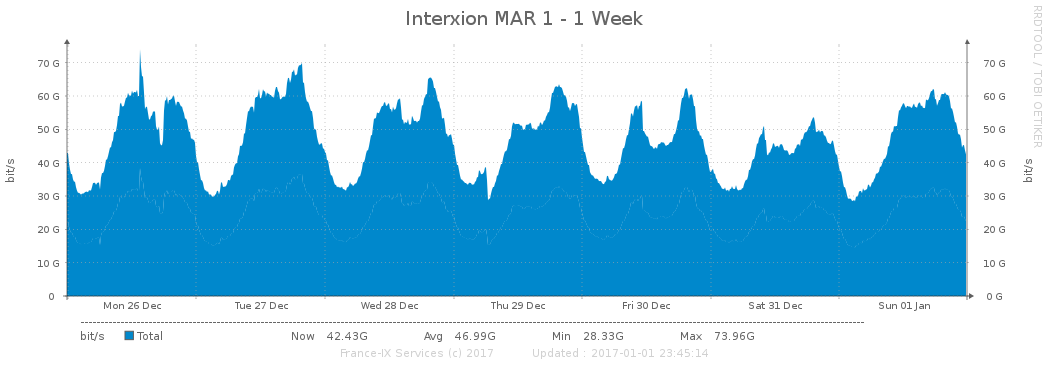 Interxion MAR 1 - 1 Week
RRDTOOL / TOBI OETIKER
bit/s
70 G 70 G
60 G 60 G
50 G 50 G
40 G 40 G
30 G 30 G
20 G 20 G
10 G 10 G
0 0 G
bit/s
Mon 26 Dec Tue 27 Dec Wed 28 Dec Thu 29 Dec Fri 30 Dec Sat 31 Dec Sun 01 Jan
bit/s Total Now 42.43G Avg 46.99G Min 28.33G Max 73.96G
France-IX Services (c) 2017 Updated : 2017-01-01 23:45:14